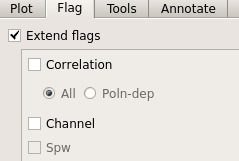 Plot Flag Tools Annotate
Extend flags
Correlation
All Poln-dep
Channel
Spw